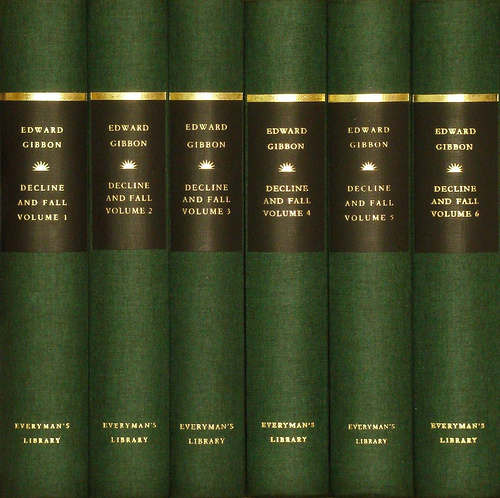 EDWARD
GIBBON
DECLINE
AND FALL
VOLUME 1
EVERYMAN'S
LIBRARY
EDWARD
GIBBON
DECLINE
AND FALL
VOLUME 2
EVERYMAN'S
LIBRARY
EDWARD
GIBBON
DECLINE
AND FALL
VOLUME 3
EVERYMAN'S
LIBRARY
EDWARD
GIBBON
DECLINE
AND FALL
VOLUME 4
EVERYMAN'S
LIBRARY
EDWARD
GIBBON
DECLINE
AND FALL
VOLUME 5
EVERYMAN'S
LIBRARY
EDWARD
GIBBON
DECLINE
AND FALL
VOLUME 6
EVERYMAN'S
LIBRARY